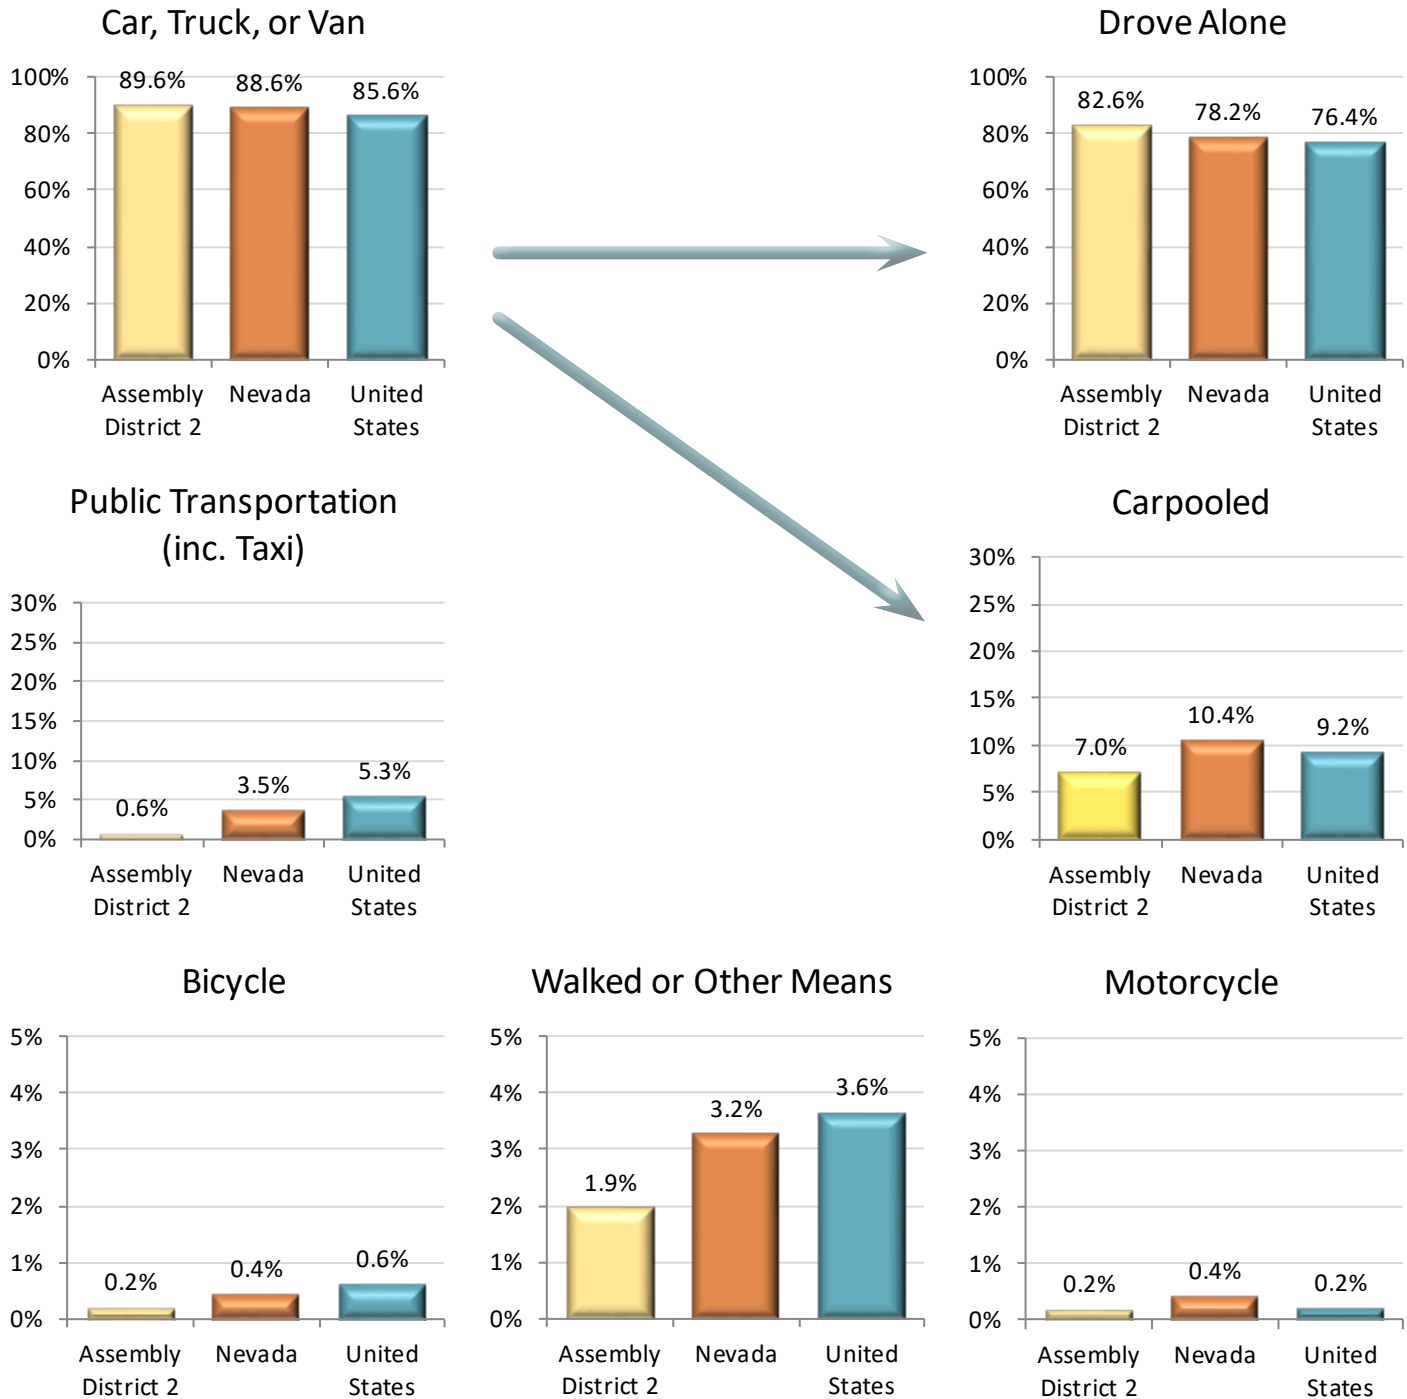 Car, Truck, or Van
100%
80%
60%
40%
20%
0%
89.6%
88.6%
85.6%
Assembly
District 2
Nevada
United
States
Drove Alone
100%
80%
60%
40%
20%
0%
82.6%
78.2%
76.4%
Assembly
District 2
Nevada
United
States
Public Transportation
(inc. Taxi)
30%
25%
20%
15%
10%
5%
0%
0.6%
3.5%
5.3%
Assembly
District 2
Nevada
United
States
Carpooled
30%
25%
20%
15%
10%
5%
0%
7.0%
10.4%
9.2%
Assembly
District 2
Nevada
United
States
Bicycle
5%
4%
3%
2%
1%
0%
0.2%
0.4%
0.6%
Assembly
District 2
Nevada
United
States
Walked or Other Means
5%
4%
3%
2%
1%
0%
1.9%
3.2%
3.6%
Assembly
District 2
Nevada
United
States
Motorcycle
5%
4%
3%
2%
1%
0%
0.2%
0.4%
0.2%
Assembly
District 2
Nevada
United
States